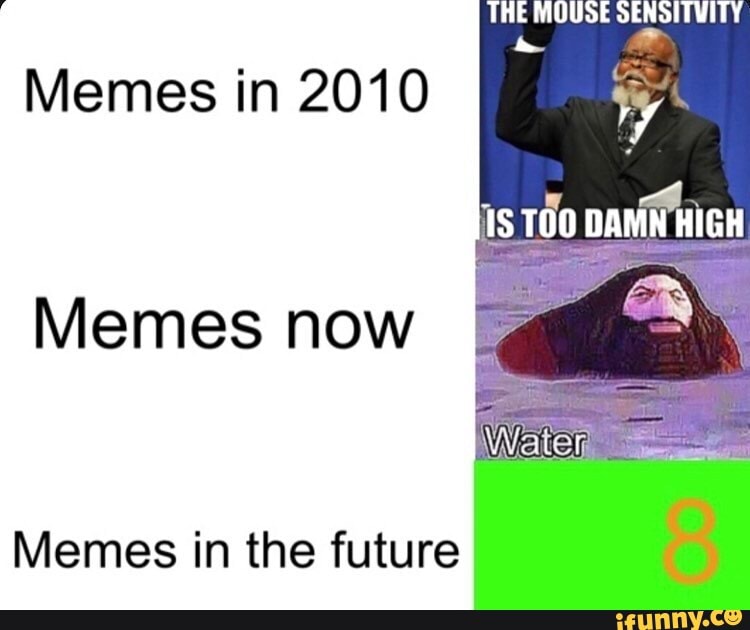 THE MOUSE SENSITVITY
Memes in 2010
IS TOO DAMN HIGH
Memes now
Water
Memes in the future
8
ifunny.co